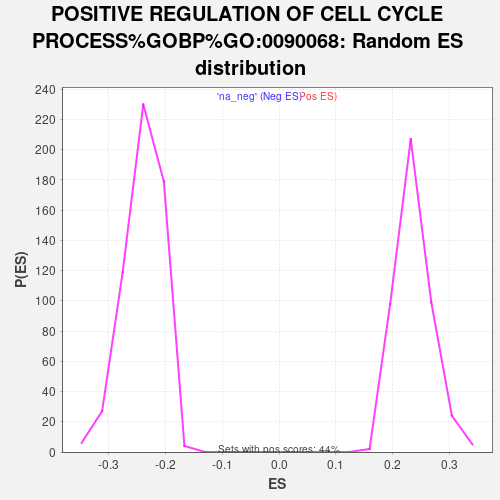 POSITIVE REGULATION OF CELL CYCLE
PROCESS%GOBP%GO:0090068: Random ES
distribution
'na_neg' (Neg ES)
Pos ES)
240
220
200
180
160
140
120
100
80
60
40
20
0
P(ES)
Sets with pos scores: 44%
-0.3 -0.2 -0.1 0.0 0.1 0.2 0.3
ES